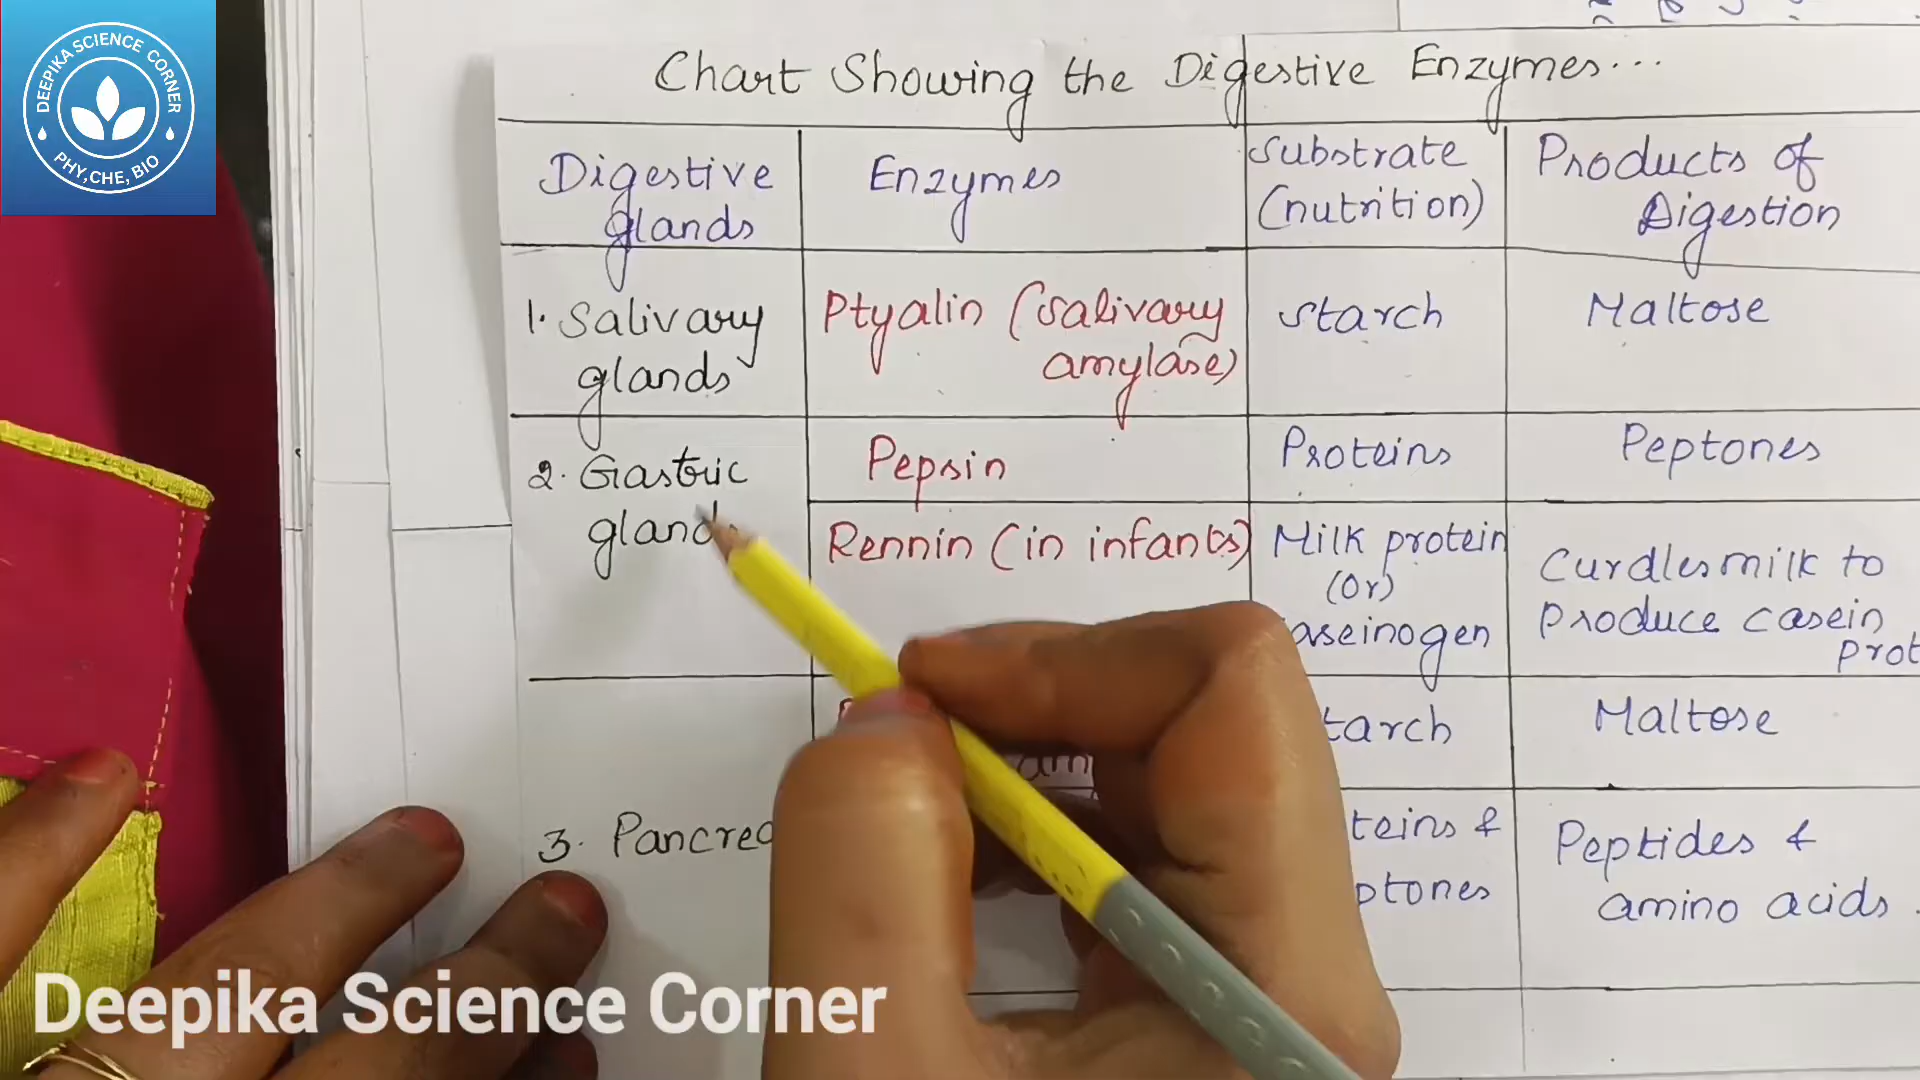 DEEPIKA SCIENCE CORNER
PHY,CHE, BIO
Chart Showing the Digestive Enzymes...
Digestive
glands
Enzymes
Substrate
(nutrition)
Products of
Digestion
1. Salivary
glands
Ptyalin (salivary
amylase)
Starch
Maltose
2. Gastric
glands
Pepsin
Proteins
Peptones
Rennin (in infants)
Milk protein
(Or)
caseinogen
Curdles milk to
produce casein
prot
3. Pancrea
tarch
Maltose
teins &
ptones
Peptides &
amino acids.
Deepika Science Corner